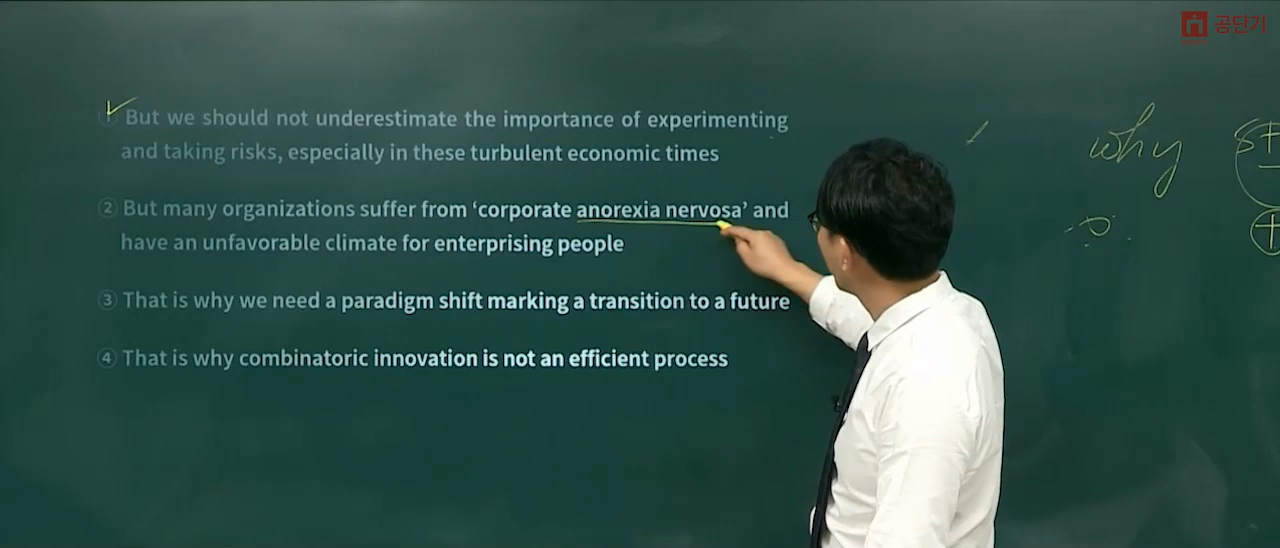 공단기
① But we should not underestimate the importance of experimenting
and taking risks, especially in these turbulent economic times
② But many organizations suffer from ‘corporate anorexia nervosa’ and
have an unfavorable climate for enterprising people
③ That is why we need a paradigm shift marking a transition to a future
④ That is why combinatoric innovation is not an efficient process
why